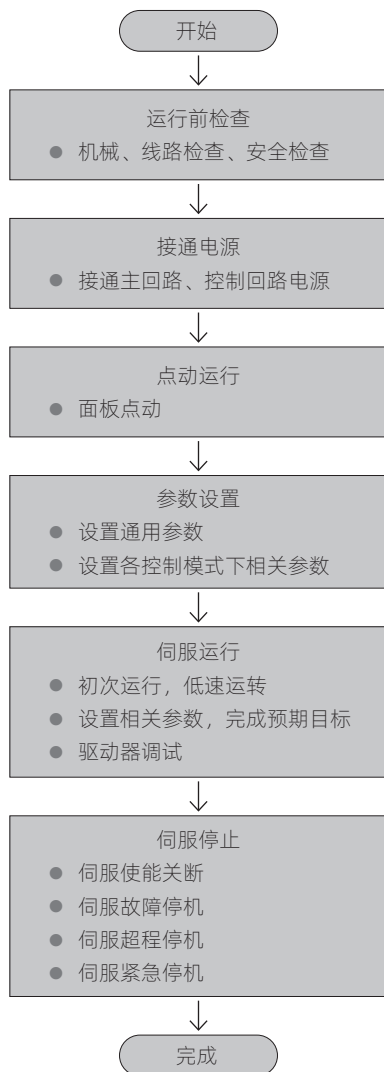 开始
运行前检查
● 机械、线路检查、安全检查
接通电源
● 接通主回路、控制回路电源
点动运行
● 面板点动
参数设置
● 设置通用参数
● 设置各控制模式下相关参数
伺服运行
● 初次运行，低速运转
● 设置相关参数，完成预期目标
● 驱动器调试
伺服停止
● 伺服使能关断
● 伺服故障停机
● 伺服超程停机
● 伺服紧急停机
完成